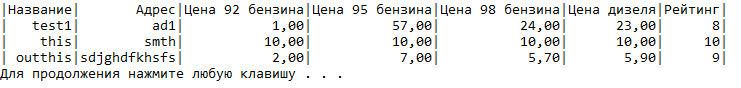 |Название|       Адрес|Цена 92 бензина|Цена 95 бензина|Цена 98 бензина|Цена дизеля|Рейтинг|
|   test1|         ad1|           1,00|          57,00|          24,00|      23,00|      8|
|    this|        smth|          10,00|          10,00|          10,00|      10,00|     10|
| outthis|sdjghdfkhsfs|           2,00|           7,00|           5,70|       5,90|      9|
Для продолжения нажмите любую клавишу . . .